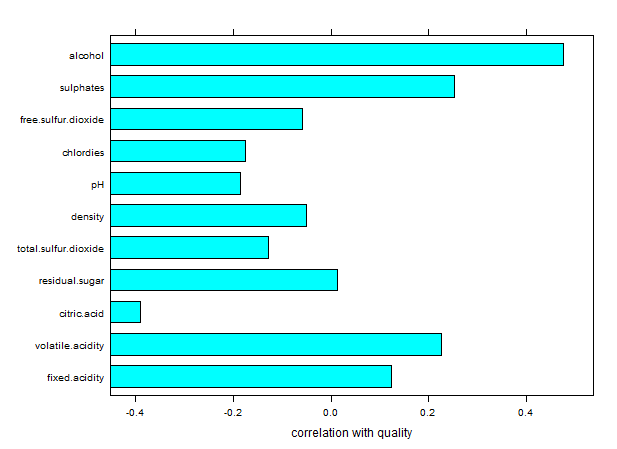 alcohol
sulphates
free.sulfur.dioxide
chlordies
pH
density
total.sulfur.dioxide
residual.sugar
citric.acid
volatile.acidity
fixed.acidity
-0.4 -0.2 0.0 0.2 0.4
correlation with quality